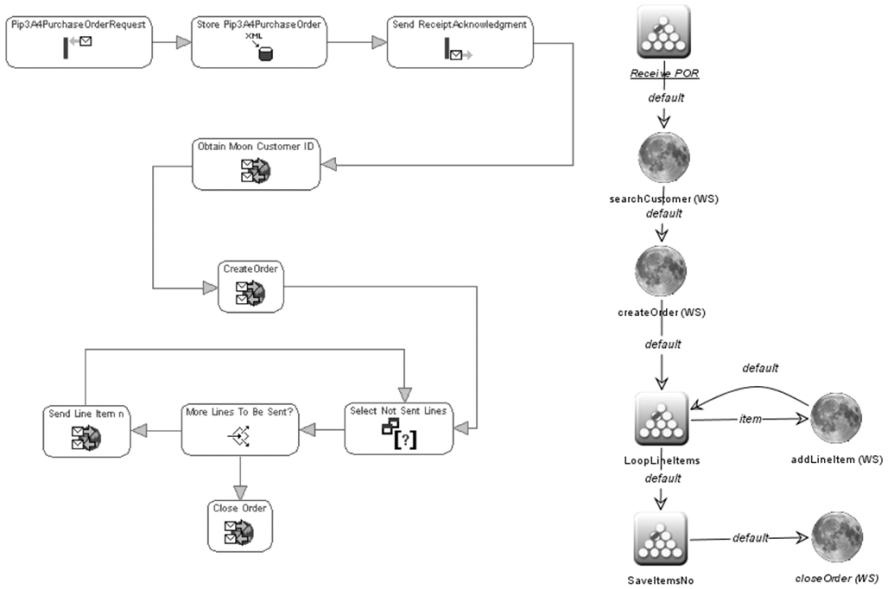 Pip3A4PurchaseOrderRequest
Store Pip3A4PurchaseOrder
XML
Send ReceiptAcknowledgment
Obtain Moon Customer ID
CreateOrder
Send Line Item n
More Lines To Be Sent?
Select Not Sent Lines
[?]
Close Order
Receive POR
default
searchCustomer (WS)
default
createOrder (WS)
default
default
item
LoopLineItems
addLineItem (WS)
default
default
SaveItemsNo
closeOrder (WS)